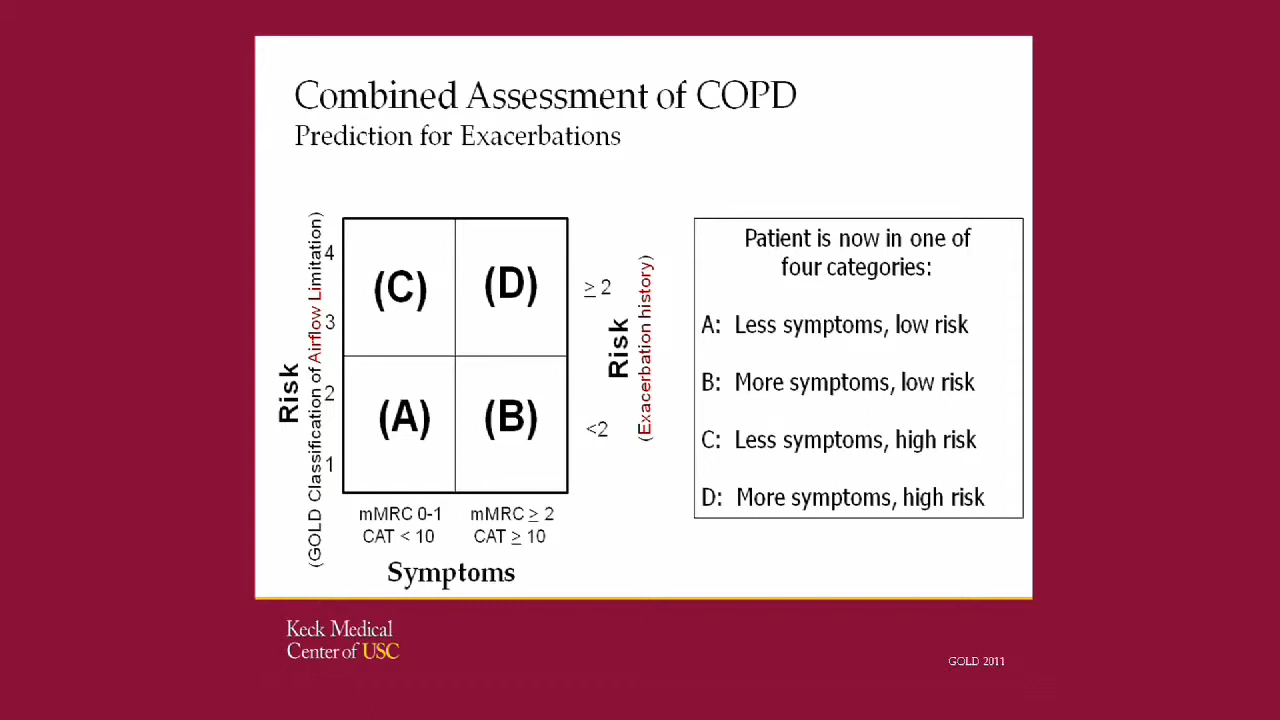 Combined Assessment of COPD
Prediction for Exacerbations
Risk
(GOLD Classification of Airflow Limitation)
4
3
2
1
(C)
(D)
(A)
(B)
≥ 2
<2
Risk
(Exacerbation history)
mMRC 0-1
CAT < 10
mMRC ≥ 2
CAT ≥ 10
Symptoms
Patient is now in one of
four categories:
A: Less symptoms, low risk
B: More symptoms, low risk
C: Less symptoms, high risk
D: More symptoms, high risk
Keck Medical
Center of USC
GOLD 2011